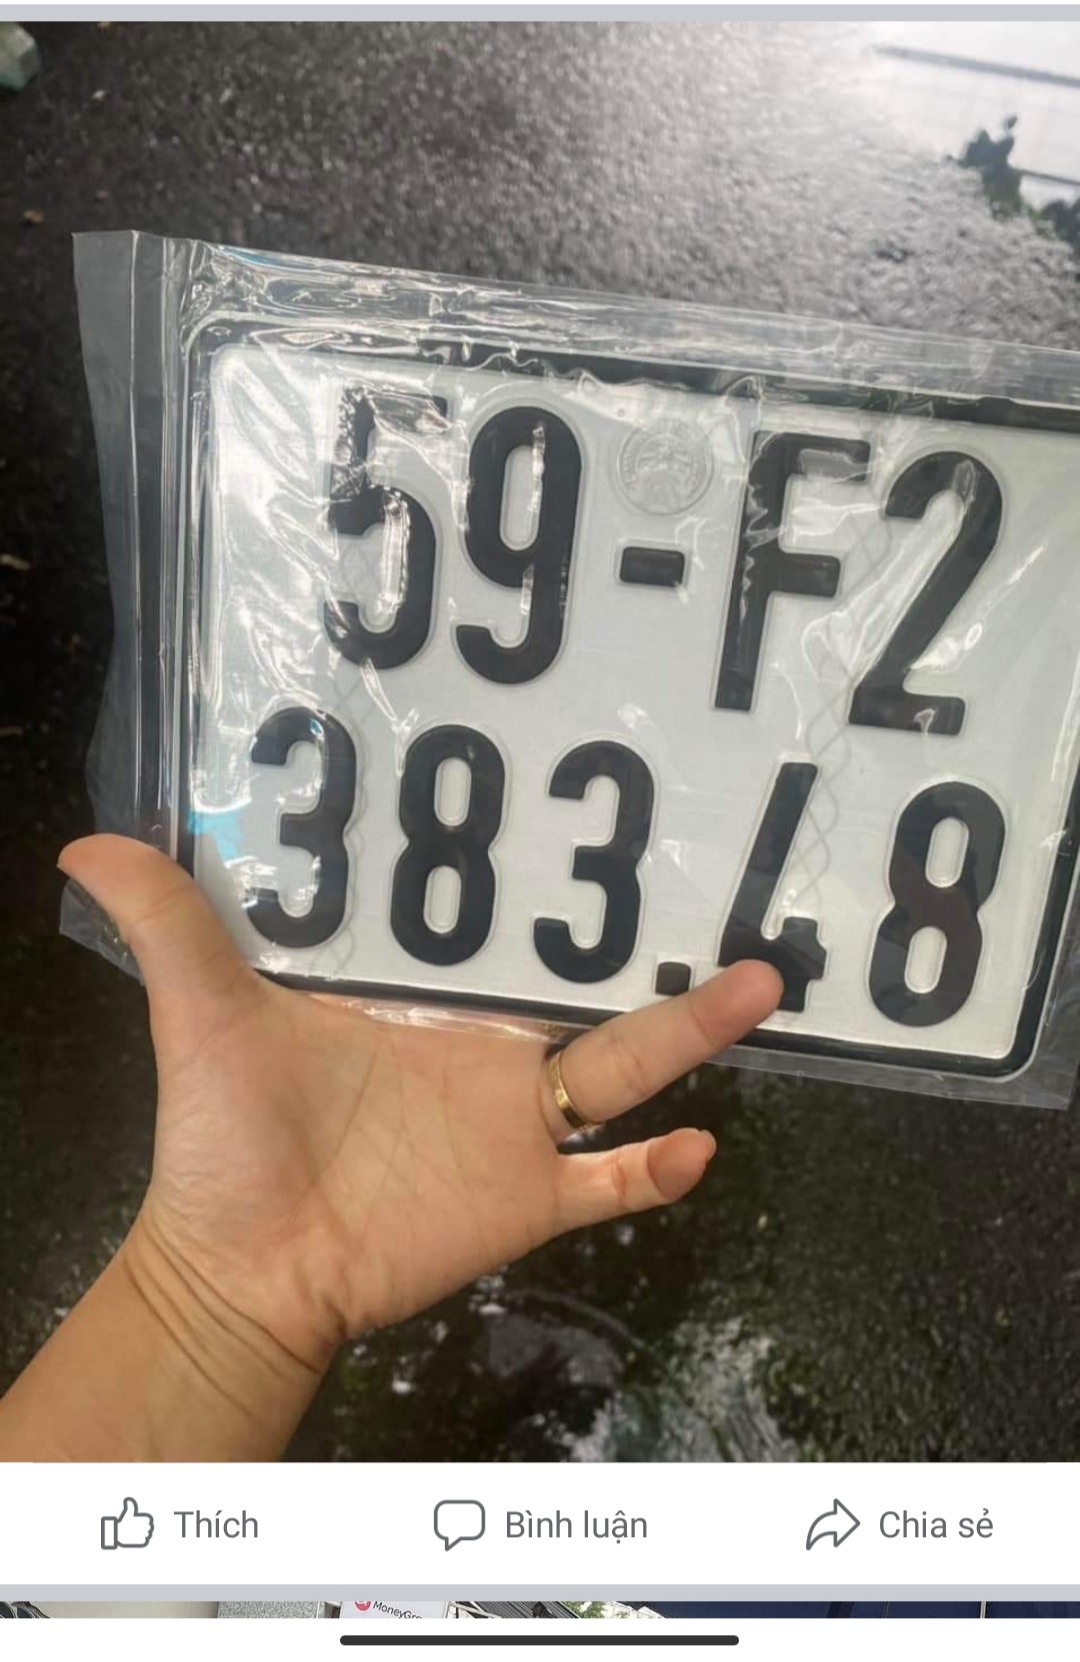 59-F2
383.48
Thích
Bình luận
Chia sẻ